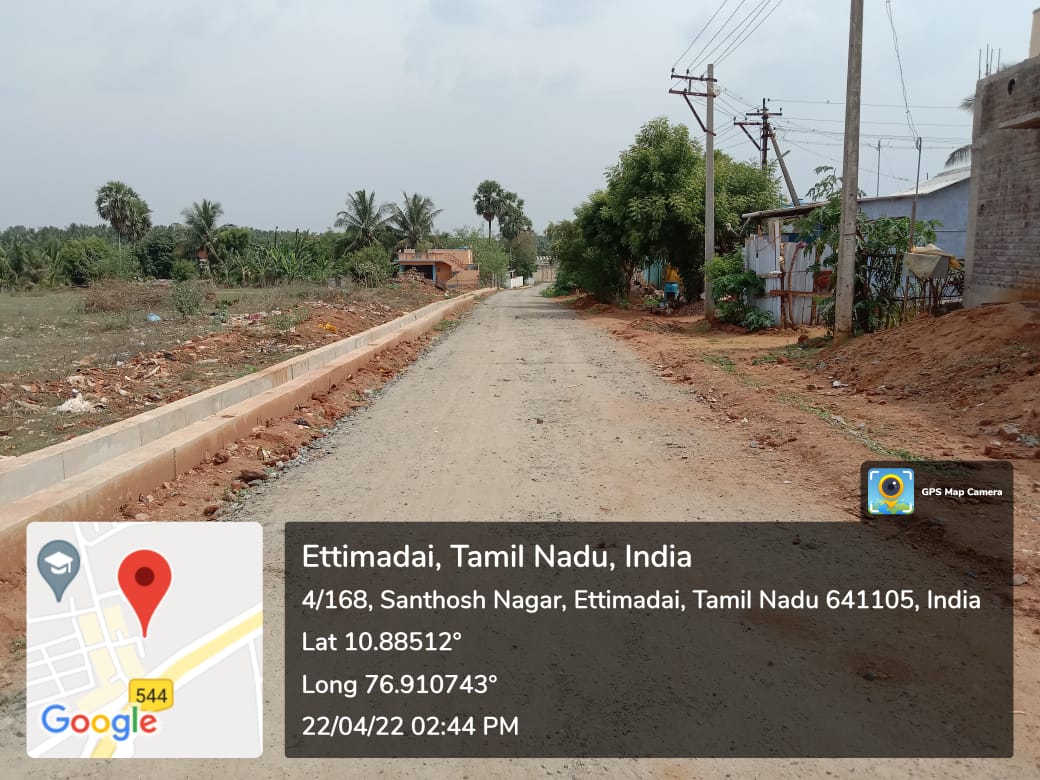 GPS Map Camera
Ettimadai, Tamil Nadu, India
4/168, Santhosh Nagar, Ettimadai, Tamil Nadu 641105, India
Lat 10.88512°
Long 76.910743°
22/04/22 02:44 PM
544
Google